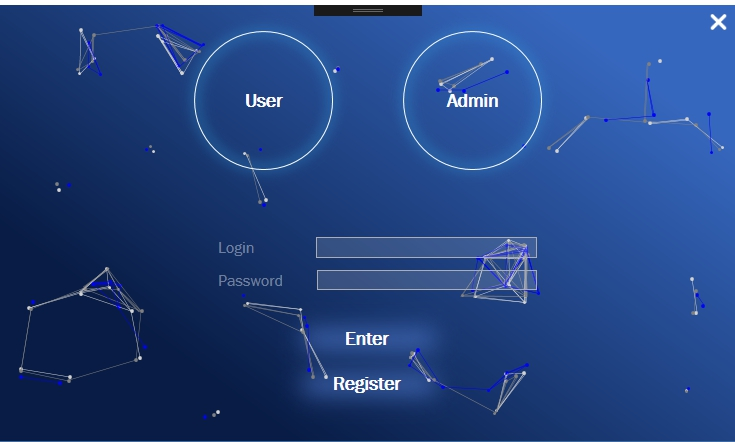 User
Admin
Login
Password
Enter
Register